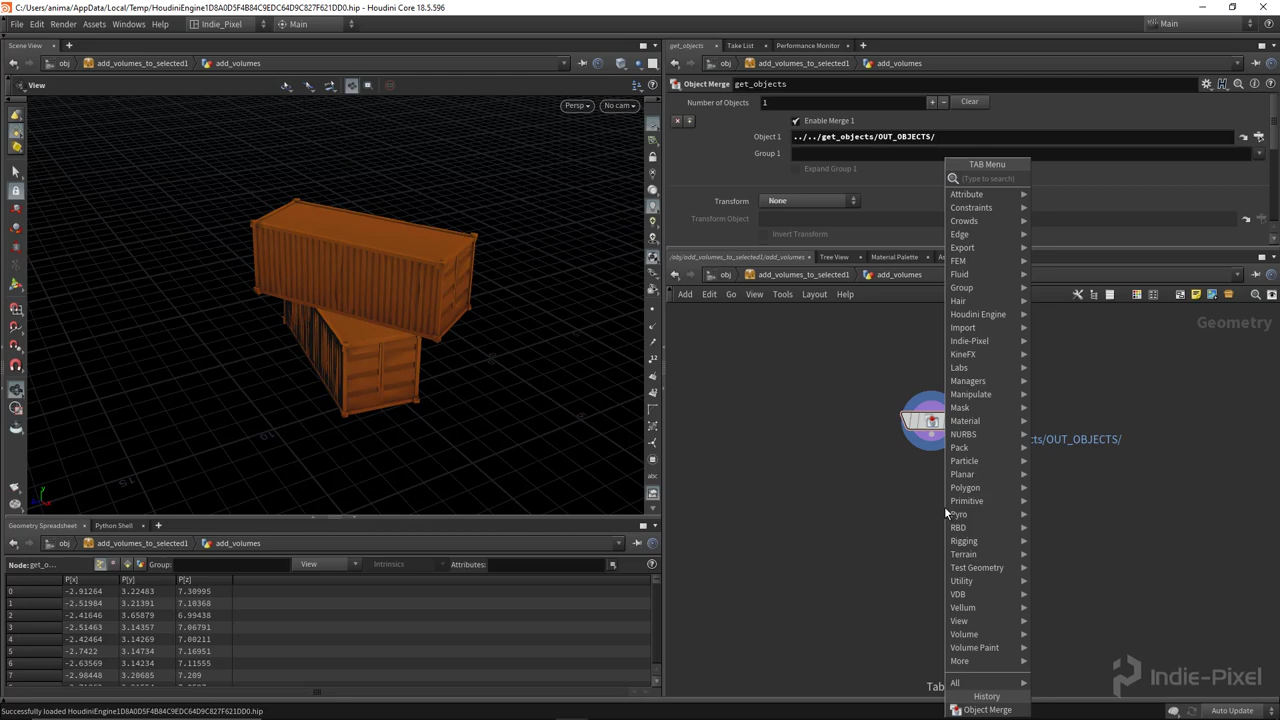 C:/Users/anima/AppData/Local/Temp/HoudiniEngine1D8A0D5F4B84C9EDC64D8CF7F621DD0.hip - Houdini Core 18.5.596
File Edit Render Assets Windows Help Indie_Pixel Main Main
Scene View
obj add_volumes_to_selected1 add_volumes
View
Persp No cam
get_objects Take List Performance Monitor
obj add_volumes_to_selected1 add_volumes
Object Merge get_objects
Number of Objects 1 Clear
Enable Merge 1
Object 1 ../../get_objects/OUT_OBJECTS/
Group 1
Expand Group 1
Transform None
Transform Object
Invert Transform
/obj/add_volumes_to_selected1/add_volumes Tree View Material Palette
obj add_volumes_to_selected1 add_volumes
Add Edit Go View Tools Layout Help
Geometry
cts/OUT_OBJECTS/
Tab
Indie-Pixel
TAB Menu
(Type to search)
Attribute
Constraints
Crowds
Edge
Export
FEM
Fluid
Group
Hair
Houdini Engine
Import
Indie-Pixel
KineFX
Labs
Managers
Manipulate
Mask
Material
NURBS
Pack
Particle
Planar
Polygon
Primitive
Pyro
RBD
Rigging
Terrain
Test Geometry
Utility
VDB
Vellum
View
Volume
Volume Paint
More
All
History
Object Merge
Geometry Spreadsheet Python Shell
obj add_volumes_to_selected1 add_volumes
Node: get_o... Group: View Intrinsics Attributes:
P[x] P[y] P[z]
0 -2.91264 3.22483 7.30995
1 -2.51984 3.21391 7.10368
2 -2.41646 3.65879 6.99438
3 -2.51463 3.14357 7.06791
4 -2.42464 3.14269 7.00211
5 -2.7422 3.14734 7.16951
6 -2.63569 3.14234 7.11555
7 -2.98448 3.20685 7.209
Successfully loaded HoudiniEngine1D8A0D5F4B84C9EDC64D8CF7F621DD0.hip
Auto Update